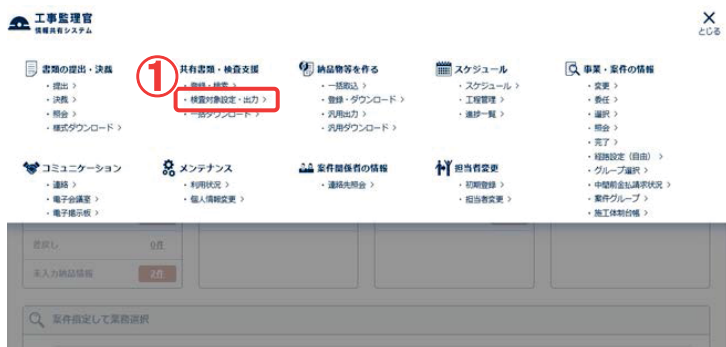 工事監理官
情報共有システム
とじる
書類の提出・決裁
・提出
・決裁
・照会
・様式ダウンロード
①
共有書類・検査支援
・登録・検索
・検査対象設定・出力
・一括ダウンロード
納品物等を作る
・一括取込
・登録・ダウンロード
・汎用出力
・汎用ダウンロード
スケジュール
・スケジュール
・工程管理
・進捗一覧
事業・案件の情報
・変更
・委任
・選択
・照会
・完了
・経路設定（自由）
・グループ選択
・中間前金払請求状況
・案件グループ
・施工体制台帳
コミュニケーション
・連絡
・電子会議室
・電子掲示板
メンテナンス
・利用状況
・個人情報変更
案件関係者の情報
・連絡先照会
担当者変更
・初期登録
・担当者変更
差戻し 0件
未入力納品情報 2件
案件指定して業務選択